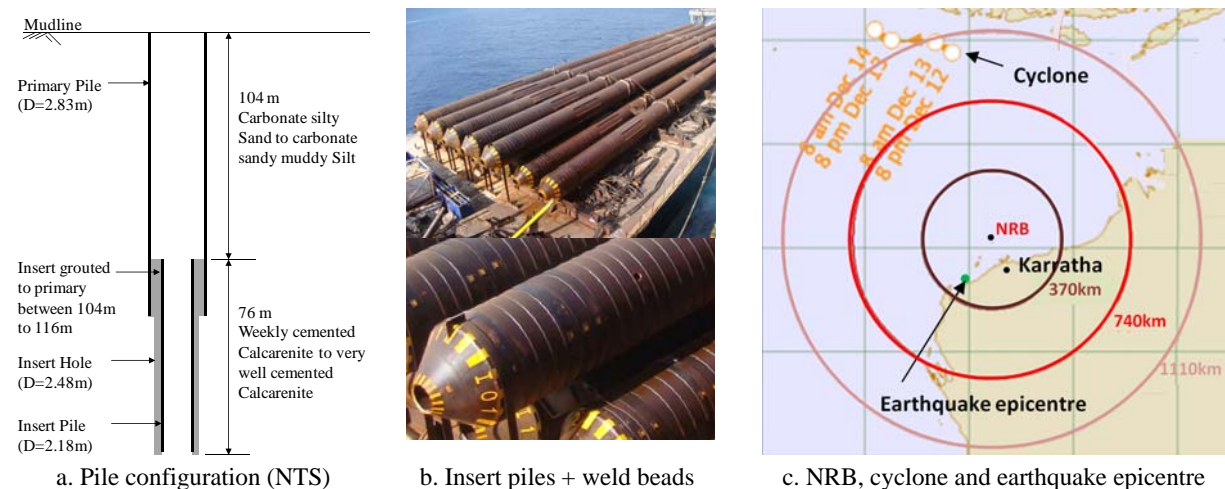 Mudline
Primary Pile
(D=2.83m)
104 m
Carbonate silty
Sand to carbonate
sandy muddy Silt
Insert grouted
to primary
between 104m
to 116m
Insert Hole
(D=2.48m)
Insert Pile
(D=2.18m)
76 m
Weekly cemented
Calcarenite to very
well cemented
Calcarenite
a. Pile configuration (NTS)
b. Insert piles + weld beads
8 am Dec 14
8 pm Dec 13
8 am Dec 13
8 pm Dec 12
Cyclone
NRB
Karratha
370km
740km
1110km
Earthquake epicentre
c. NRB, cyclone and earthquake epicentre